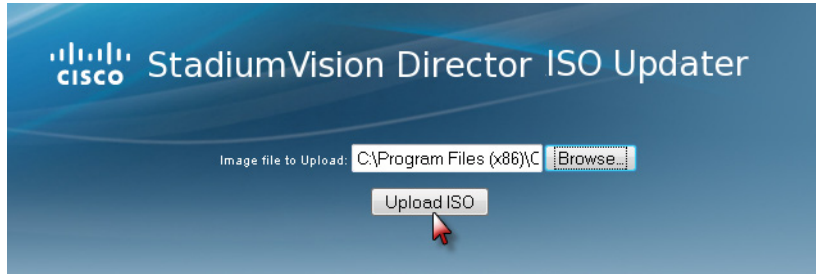 CISCO StadiumVision Director ISO Updater
Image file to Upload: C:\Program Files (x86)\C Browse...
Upload ISO